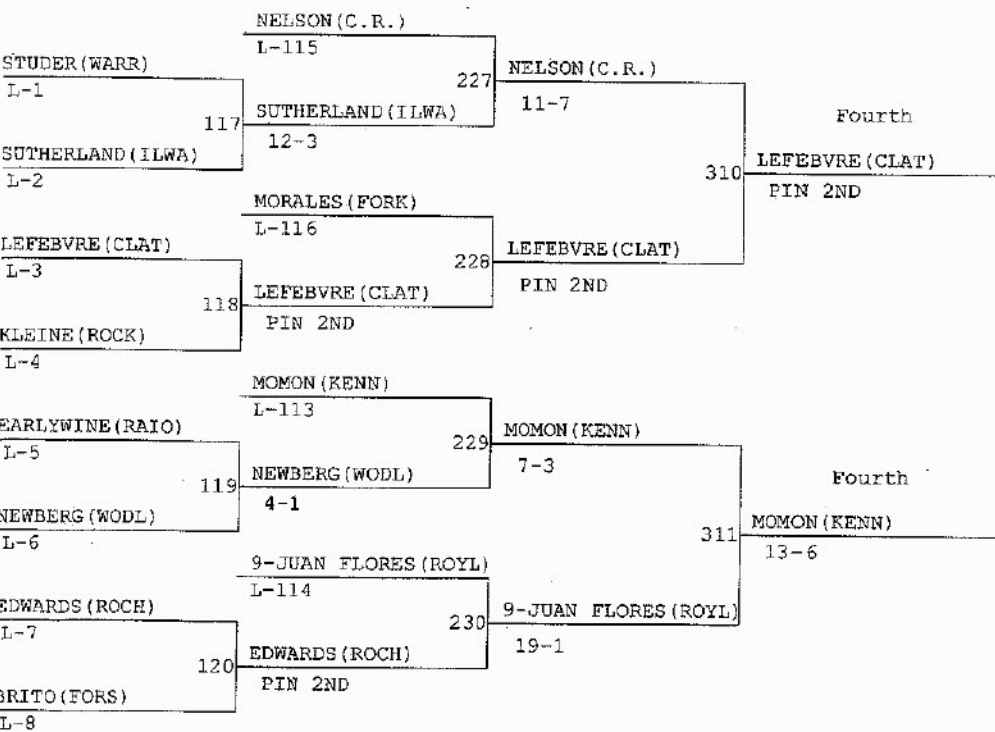 NELSON(C.R.)
L-115
STUDER(WARR)
L-1
227
NELSON(C.R.)
11-7
117
SUTHERLAND(ILWA)
12-3
Fourth
SUTHERLAND(ILWA)
L-2
310
LEFEBVRE(CLAT)
PIN 2ND
MORALES(FORK)
L-116
LEFEBVRE(CLAT)
L-3
228
LEFEBVRE(CLAT)
PIN 2ND
118
LEFEBVRE(CLAT)
PIN 2ND
KLEINE(ROCK)
L-4
MOMON(KENN)
L-113
EARLYWINE(RAIO)
L-5
229
MOMON(KENN)
7-3
119
NEWBERG(WODL)
4-1
Fourth
NEWBERG(WODL)
L-6
311
MOMON(KENN)
13-6
9-JUAN FLORES(ROYL)
L-114
EDWARDS(ROCH)
L-7
230
9-JUAN FLORES(ROYL)
19-1
120
EDWARDS(ROCH)
PIN 2ND
BRITO(FORS)
L-8